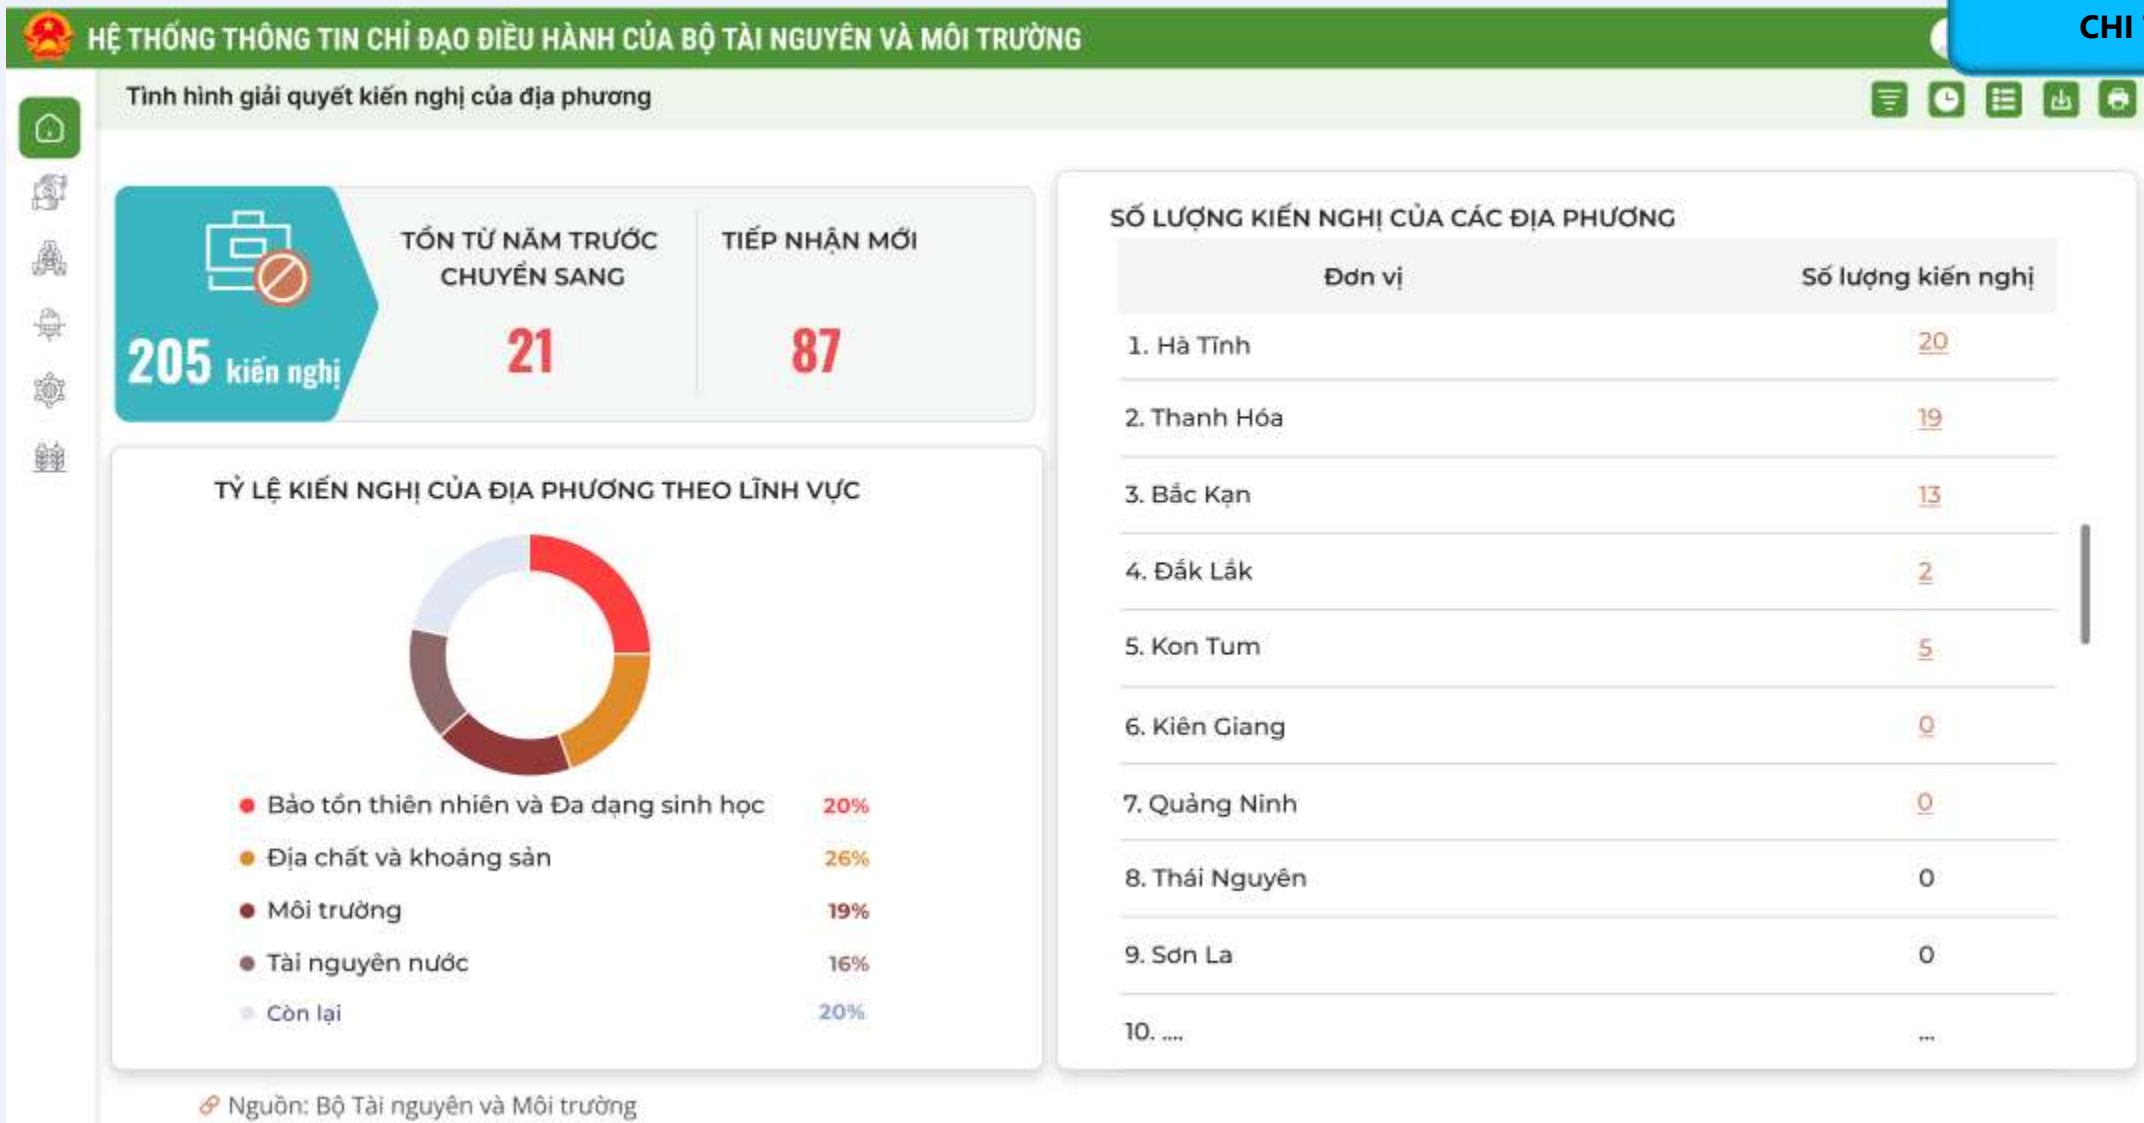 HỆ THỐNG THÔNG TIN CHỈ ĐẠO ĐIỀU HÀNH CỦA BỘ TÀI NGUYÊN VÀ MÔI TRƯỜNG
CHI
Tình hình giải quyết kiến nghị của địa phương
205 kiến nghị
TỒN TỪ NĂM TRƯỚC
CHUYỂN SANG
21
TIẾP NHẬN MỚI
87
TỶ LỆ KIẾN NGHỊ CỦA ĐỊA PHƯƠNG THEO LĨNH VỰC
Bảo tồn thiên nhiên và Đa dạng sinh học 20%
Địa chất và khoáng sản 26%
Môi trường 19%
Tài nguyên nước 16%
Còn lại 20%
SỐ LƯỢNG KIẾN NGHỊ CỦA CÁC ĐỊA PHƯƠNG
Đơn vị Số lượng kiến nghị
1. Hà Tĩnh 20
2. Thanh Hóa 19
3. Bắc Kạn 13
4. Đắk Lắk 2
5. Kon Tum 5
6. Kiên Giang 0
7. Quảng Ninh 0
8. Thái Nguyên 0
9. Sơn La 0
10. .... ...
Nguồn: Bộ Tài nguyên và Môi trường